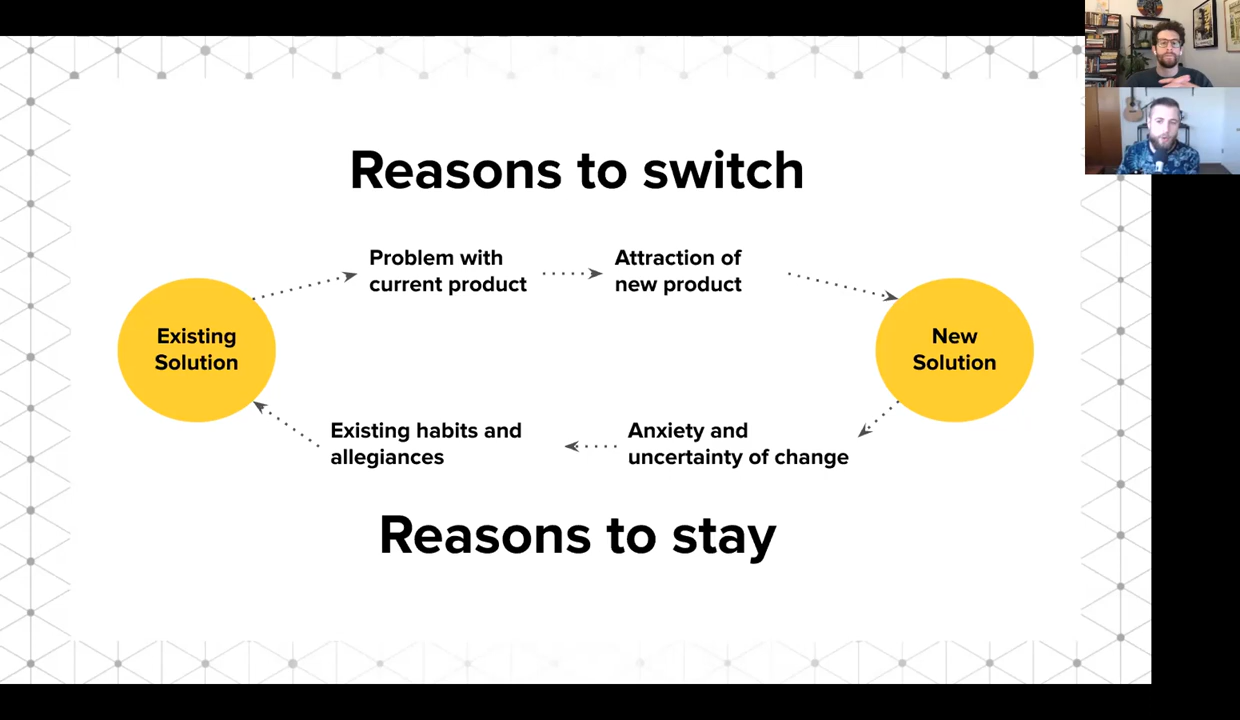 Reasons to switch
Problem with
current product
Attraction of
new product
Existing
Solution
New
Solution
Existing habits and
allegiances
Anxiety and
uncertainty of change
Reasons to stay